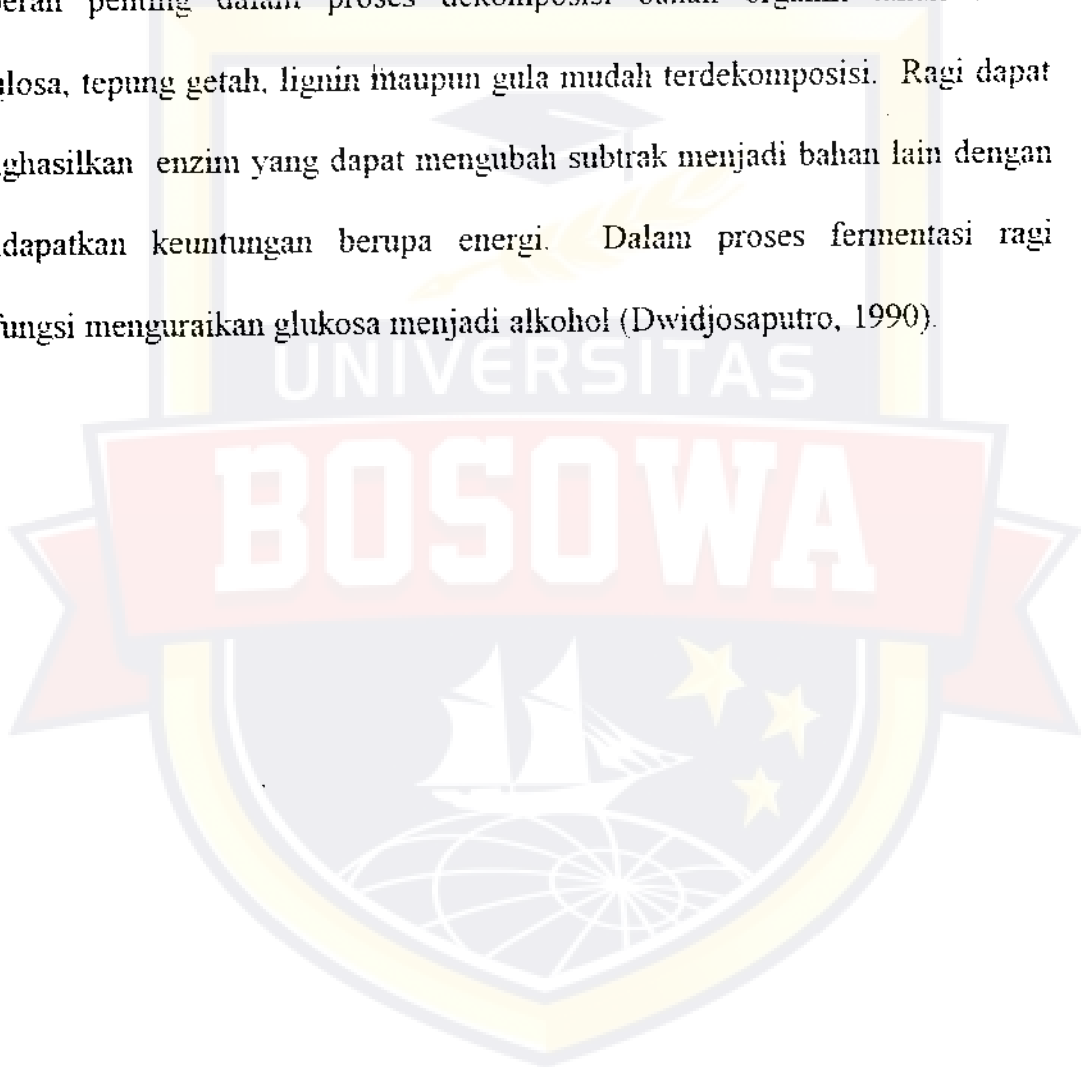 penting dalam proses dekomposisi bahan organik
losa, tepung getah, lignin maupun gula mudah terdekomposisi. Ragi dapat
ghasilkan enzim yang dapat mengubah subtrak menjadi bahan lain dengan
dapatkan keuntungan berupa energi. Dalam proses fermentasi ragi
fungsi menguraikan glukosa menjadi alkohol (Dwidjosaputro, 1990).
UNIVERSITAS
BOSOWA